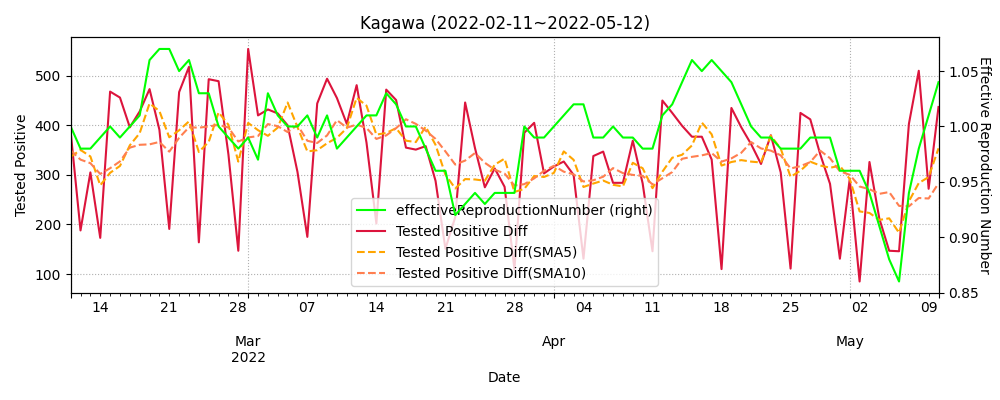 Kagawa (2022-02-11~2022-05-12)
Tested Positive
500
400
300
200
100
1.05
1.00
0.95
0.90
0.85
Effective Reproduction Number
effectiveReproductionNumber (right)
Tested Positive Diff
Tested Positive Diff(SMA5)
Tested Positive Diff(SMA10)
14 21 28 07 14 21 28 04 11 18 25 02 09
Mar Apr May
2022
Date